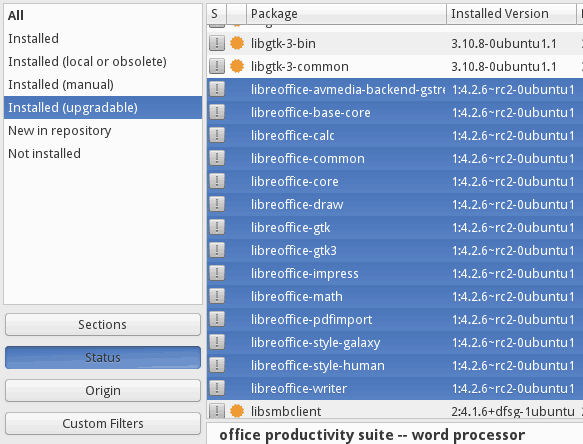 All
Installed
Installed (local or obsolete)
Installed (manual)
Installed (upgradable)
New in repository
Not installed
Sections
Status
Origin
Custom Filters
S Package Installed Version
libgtk-3-bin 3.10.8-0ubuntu1.1
libgtk-3-common 3.10.8-0ubuntu1.1
libreoffice-avmedia-backend-gstre 1:4.2.6~rc2-0ubuntu1
libreoffice-base-core 1:4.2.6~rc2-0ubuntu1
libreoffice-calc 1:4.2.6~rc2-0ubuntu1
libreoffice-common 1:4.2.6~rc2-0ubuntu1
libreoffice-core 1:4.2.6~rc2-0ubuntu1
libreoffice-draw 1:4.2.6~rc2-0ubuntu1
libreoffice-gtk 1:4.2.6~rc2-0ubuntu1
libreoffice-gtk3 1:4.2.6~rc2-0ubuntu1
libreoffice-impress 1:4.2.6~rc2-0ubuntu1
libreoffice-math 1:4.2.6~rc2-0ubuntu1
libreoffice-pdfimport 1:4.2.6~rc2-0ubuntu1
libreoffice-style-galaxy 1:4.2.6~rc2-0ubuntu1
libreoffice-style-human 1:4.2.6~rc2-0ubuntu1
libreoffice-writer 1:4.2.6~rc2-0ubuntu1
libsmbclient 2:4.1.6+dfsg-1ubuntu
office productivity suite -- word processor